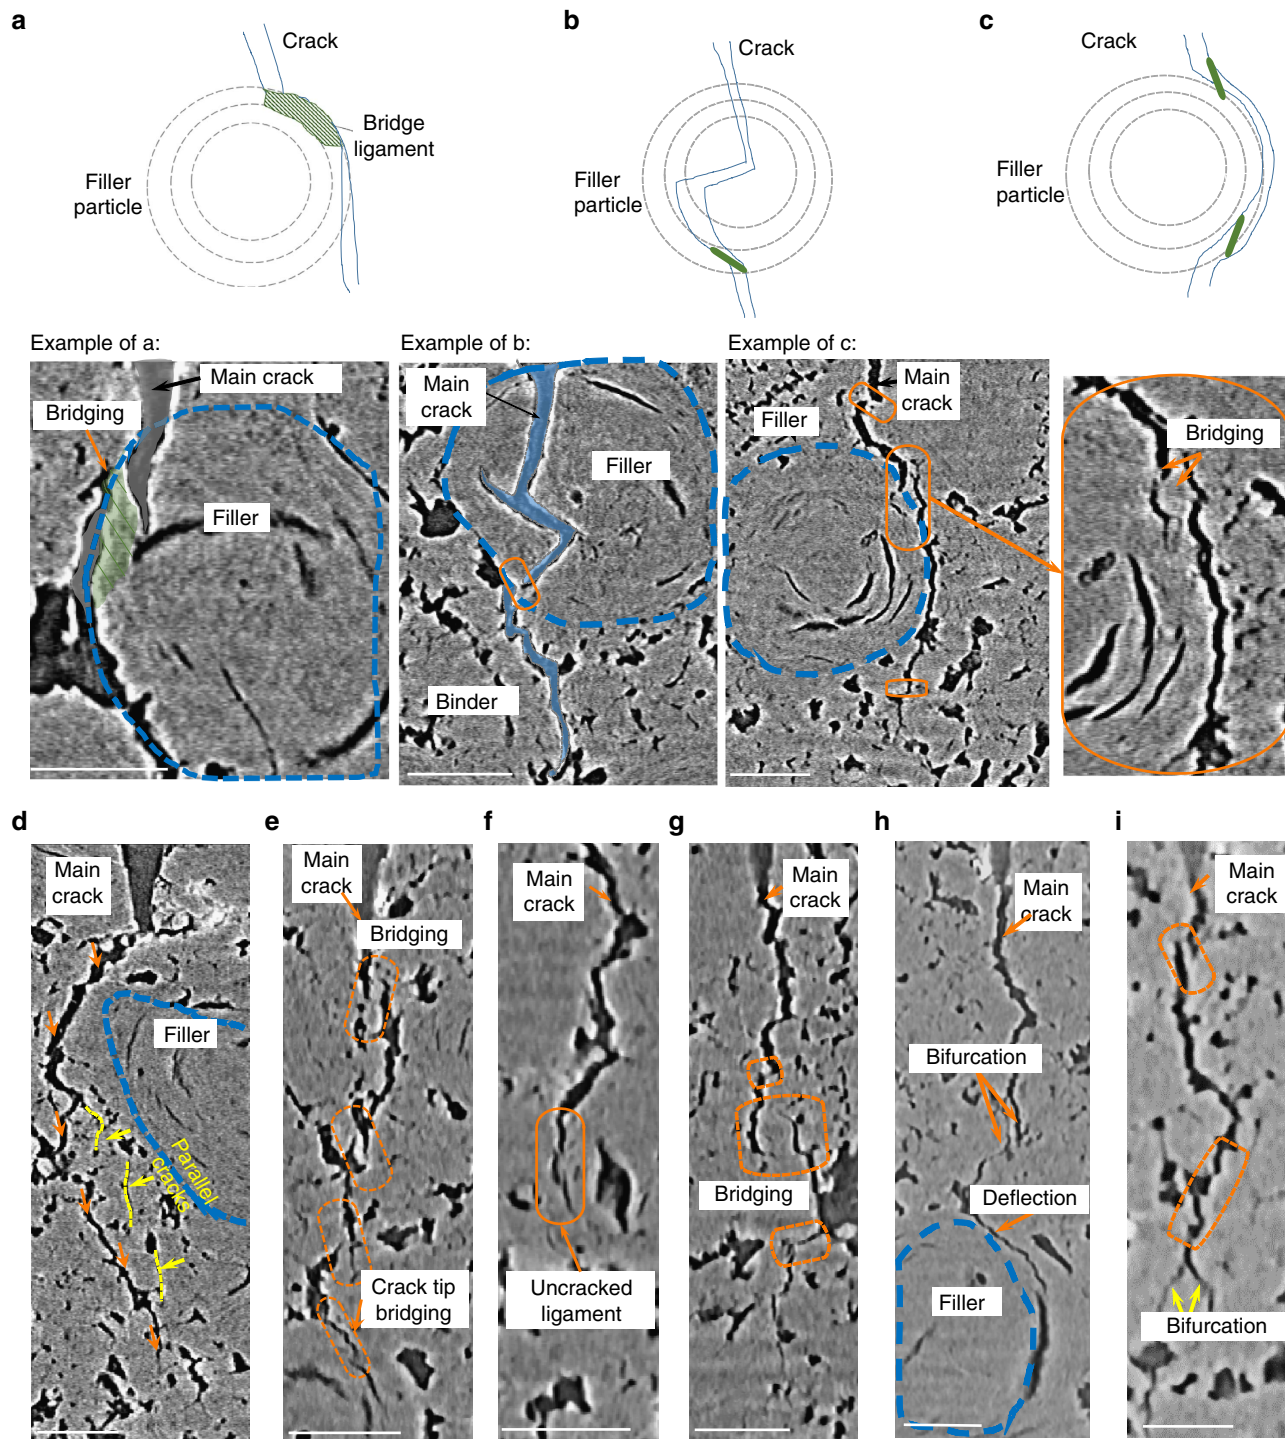 a
Crack
Bridge
ligament
Filler
particle
b
Crack
Filler
particle
c
Crack
Filler
particle
Example of a:
Main crack
Bridging
Filler
Example of b:
Main
crack
Filler
Binder
Example of c:
Main
crack
Filler
Bridging
d
Main
crack
Filler
Parallel
cracks
e
Main
crack
Bridging
Crack tip
bridging
f
Main
crack
Uncracked
ligament
g
Main
crack
Bridging
h
Main
crack
Bifurcation
Deflection
Filler
i
Main
crack
Bifurcation